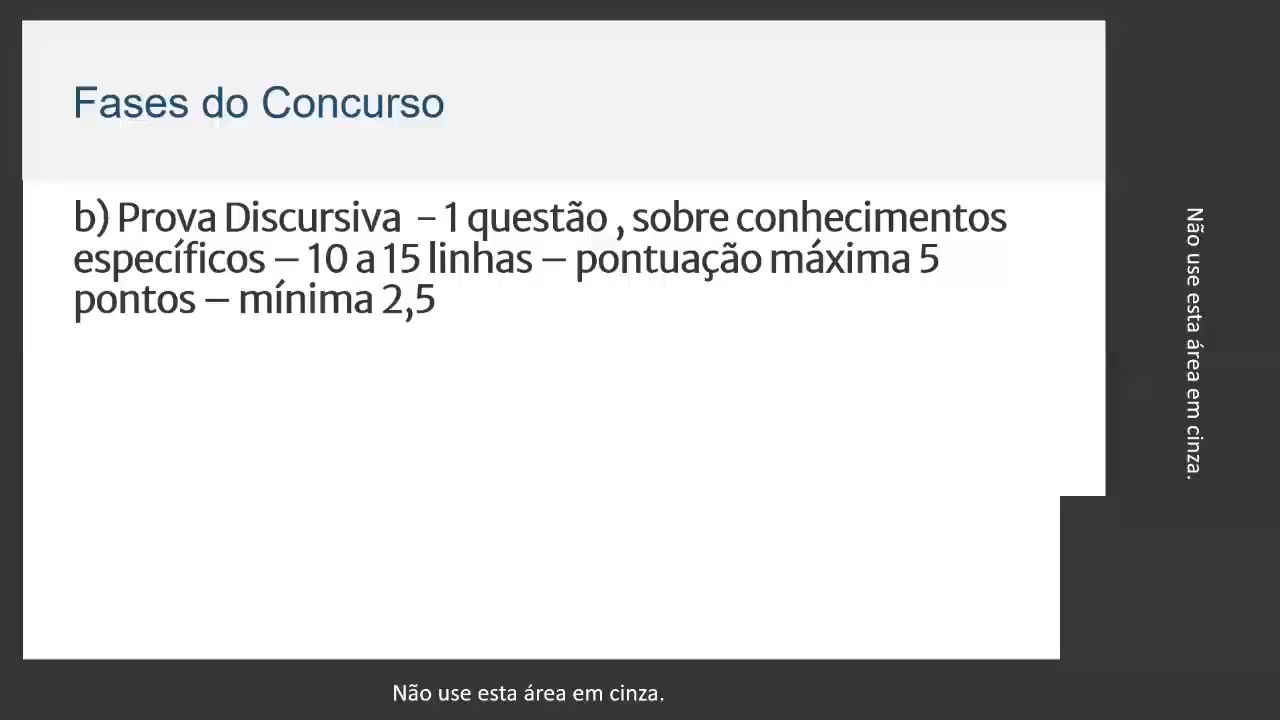 Fases do Concurso
b) Prova Discursiva – 1 questão , sobre conhecimentos
específicos – 10 a 15 linhas – pontuação máxima 5
pontos – mínima 2,5
Não use esta área em cinza.
Não use esta área em cinza.